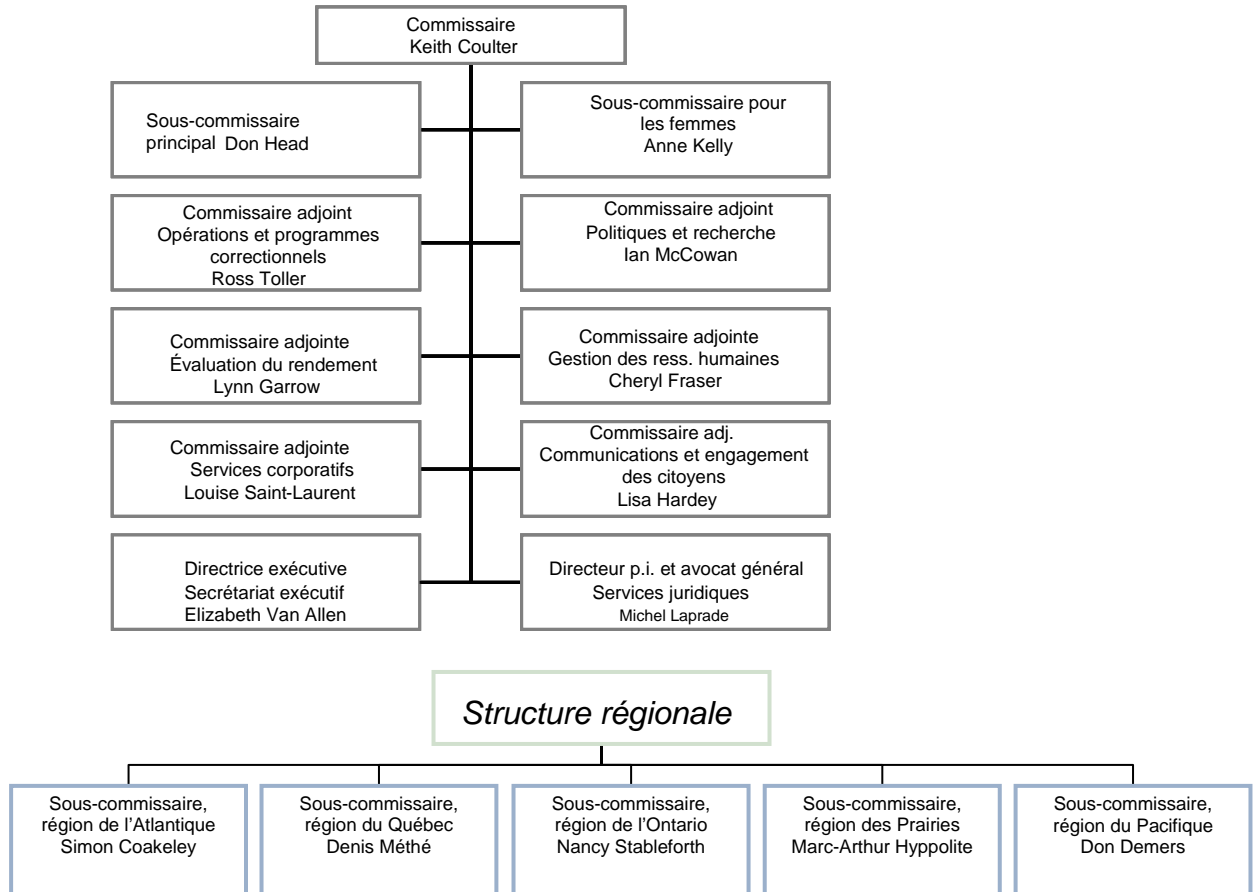 Commissaire
Keith Coulter
Sous-commissaire
principal Don Head
Sous-commissaire pour
les femmes
Anne Kelly
Commissaire adjoint
Opérations et programmes
correctionnels
Ross Toller
Commissaire adjoint
Politiques et recherche
Ian McCowan
Commissaire adjointe
Évaluation du rendement
Lynn Garrow
Commissaire adjointe
Gestion des ress. humaines
Cheryl Fraser
Commissaire adjointe
Services corporatifs
Louise Saint-Laurent
Commissaire adj.
Communications et engagement
des citoyens
Lisa Hardey
Directrice exécutive
Secrétariat exécutif
Elizabeth Van Allen
Directeur p.i. et avocat général
Services juridiques
Michel Laprade
Structure régionale
Sous-commissaire,
région de l’Atlantique
Simon Coakeley
Sous-commissaire,
région du Québec
Denis Méthé
Sous-commissaire,
région de l’Ontario
Nancy Stableforth
Sous-commissaire,
région des Prairies
Marc-Arthur Hyppolite
Sous-commissaire,
région du Pacifique
Don Demers